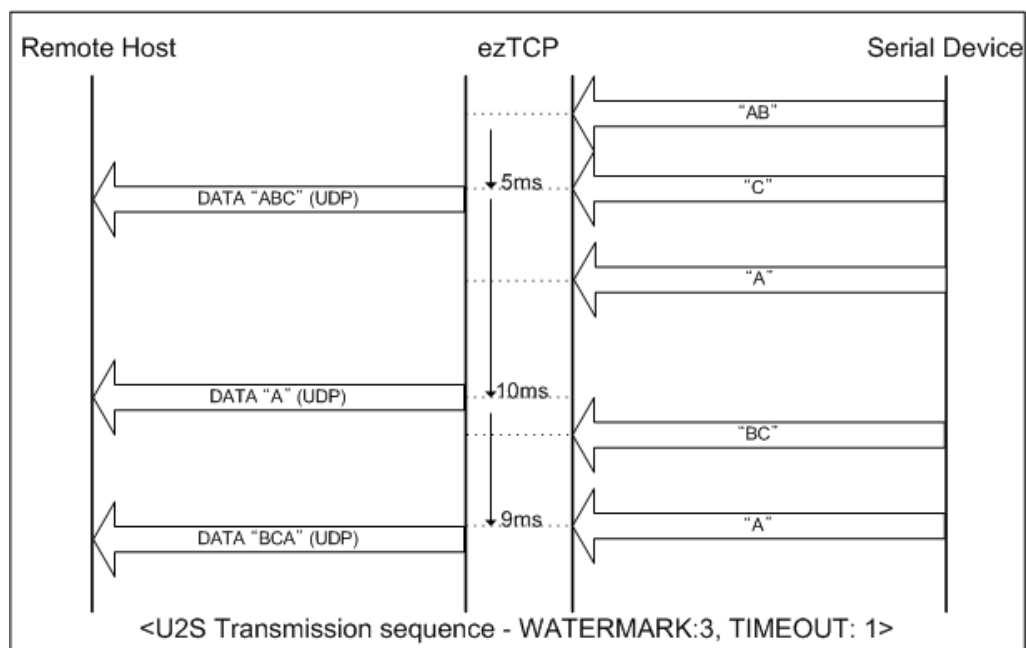 Remote Host
ezTCP
Serial Device
“AB”
5ms
“C”
DATA “ABC” (UDP)
“A”
10ms
DATA “A” (UDP)
“BC”
9ms
“A”
DATA “BCA” (UDP)
<U2S Transmission sequence - WATERMARK:3, TIMEOUT: 1>